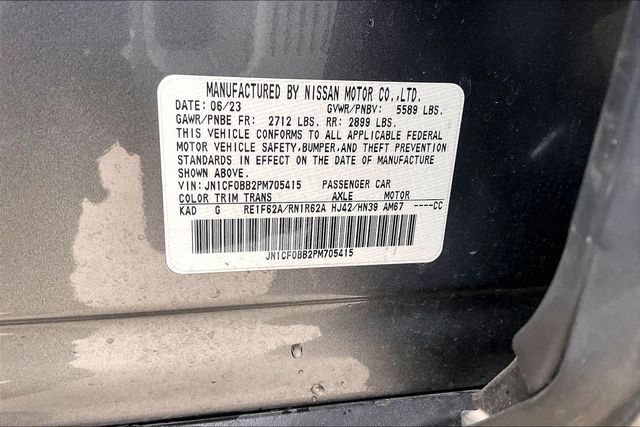 MANUFACTURED BY NISSAN MOTOR CO.,LTD.
DATE: 06/23 GVWR/PNBV: 5589 LBS.
GAWR/PNBE FR: 2712 LBS. RR: 2899 LBS.
THIS VEHICLE CONFORMS TO ALL APPLICABLE FEDERAL
MOTOR VEHICLE SAFETY,BUMPER,AND THEFT PREVENTION
STANDARDS IN EFFECT ON THE DATE OF MANUFACTURE
SHOWN ABOVE.
VIN: JN1CF0BB2PM705415 PASSENGER CAR
COLOR TRIM TRANS AXLE MOTOR
KAD G RE1F62A/RN1R62A HJ42/HN39 AM67 ----CC
JN1CF0BB2PM705415